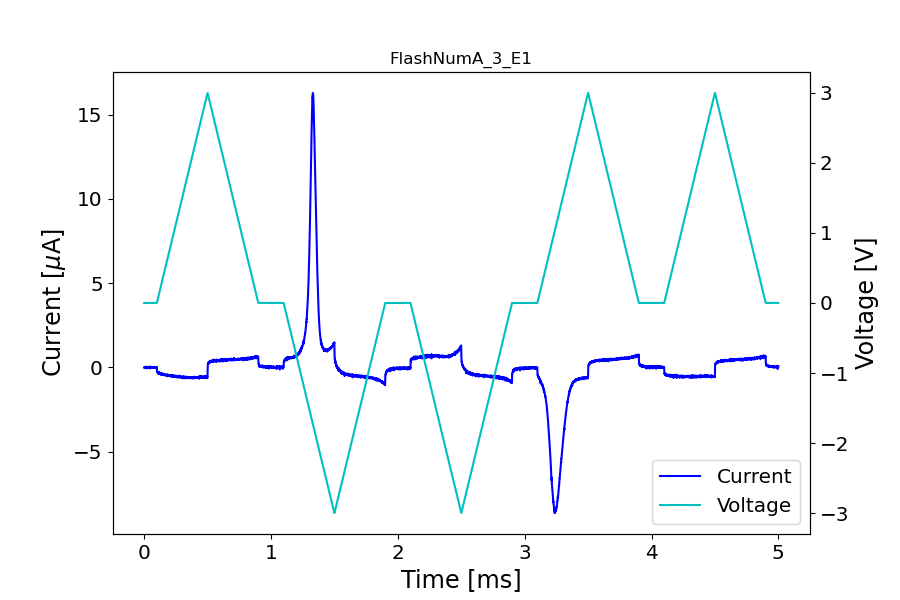 FlashNumA_3_E1
Current [μA]
15
10
5
0
−5
3
2
1
0
−1
−2
−3
Voltage [V]
Current
Voltage
0 1 2 3 4 5
Time [ms]